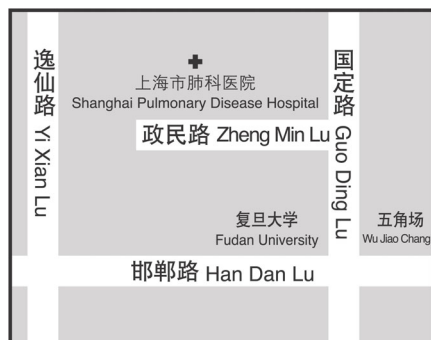 逸仙路 Yi Xian Lu
上海市肺科医院
Shanghai Pulmonary Disease Hospital
国定路 Guo Ding Lu
政民路 Zheng Min Lu
复旦大学
Fudan University
五角场
Wu Jiao Chang
邯郸路 Han Dan Lu